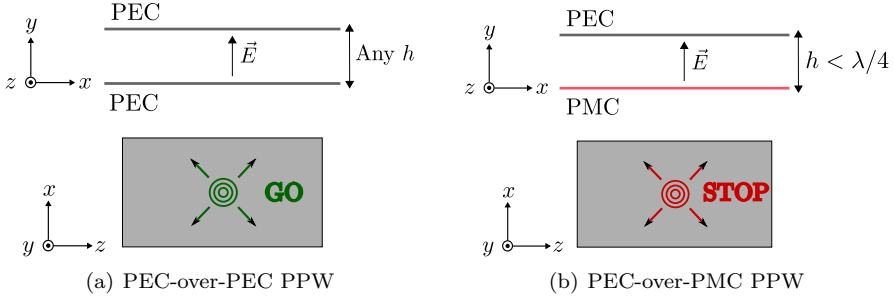 PEC
y
E⃗
Any h
z
x
PEC
x
GO
y
z
(a) PEC-over-PEC PPW
PEC
y
E⃗
h < λ/4
z
x
PMC
x
STOP
y
z
(b) PEC-over-PMC PPW